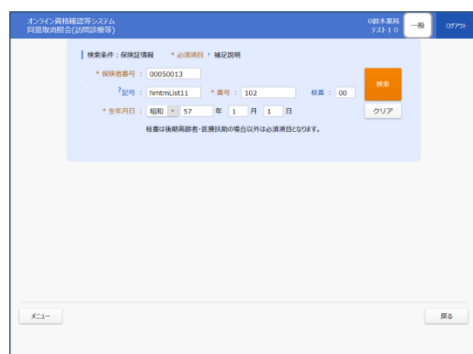 オンライン資格確認等システム
同意取消照会(訪問診療等)
0鈴木薬局
テスト10
一般
ログアウト
検索条件:保険証情報 * 必須項目 ? 補足説明
* 保険者番号: 00050013
?記号: hmtmList11 * 番号: 102 枝番: 00
検索
* 生年月日: 昭和 57 年 1 月 1 日
クリア
枝番は後期高齢者・医療扶助の場合以外は必須項目となります。
メニュー
戻る